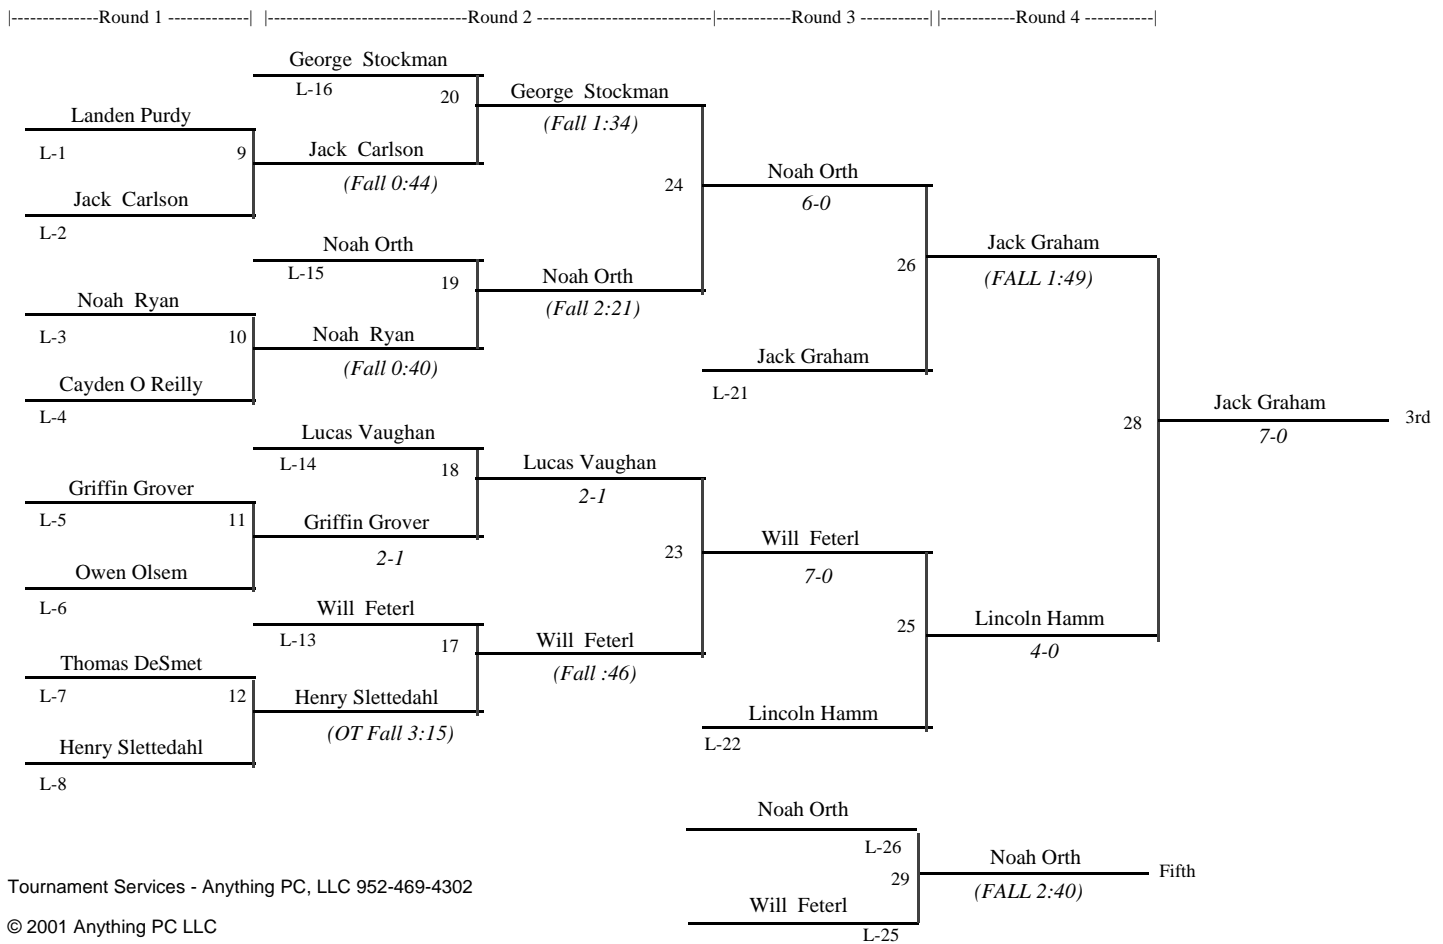 |--------------Round 1 -------------| |------------------------Round 2 ---------------------|------------Round 3 ---------| |------------Round 4 -----------|
George  Stockman
L-16
20
George  Stockman
(Fall 1:34)
Landen Purdy
L-1
9
Jack  Carlson
(Fall 0:44)
Jack  Carlson
L-2
24
Noah Orth
6-0
Noah Orth
L-15
19
Noah Orth
(Fall 2:21)
26
Jack Graham
(FALL 1:49)
Noah  Ryan
L-3
10
Noah  Ryan
(Fall 0:40)
Cayden O Reilly
L-4
Jack Graham
L-21
28
Jack Graham
7-0
3rd
Lucas Vaughan
L-14
18
Lucas Vaughan
2-1
Griffin Grover
L-5
11
Griffin Grover
2-1
Owen Olsem
L-6
23
Will  Feterl
7-0
Will  Feterl
L-13
17
Will  Feterl
(Fall :46)
25
Lincoln Hamm
4-0
Thomas DeSmet
L-7
12
Henry Slettedahl
(OT Fall 3:15)
Henry Slettedahl
L-8
Lincoln Hamm
L-22
Noah Orth
L-26
29
Noah Orth
(FALL 2:40)
Fifth
Will  Feterl
L-25
Tournament Services - Anything PC, LLC 952-469-4302
© 2001 Anything PC LLC